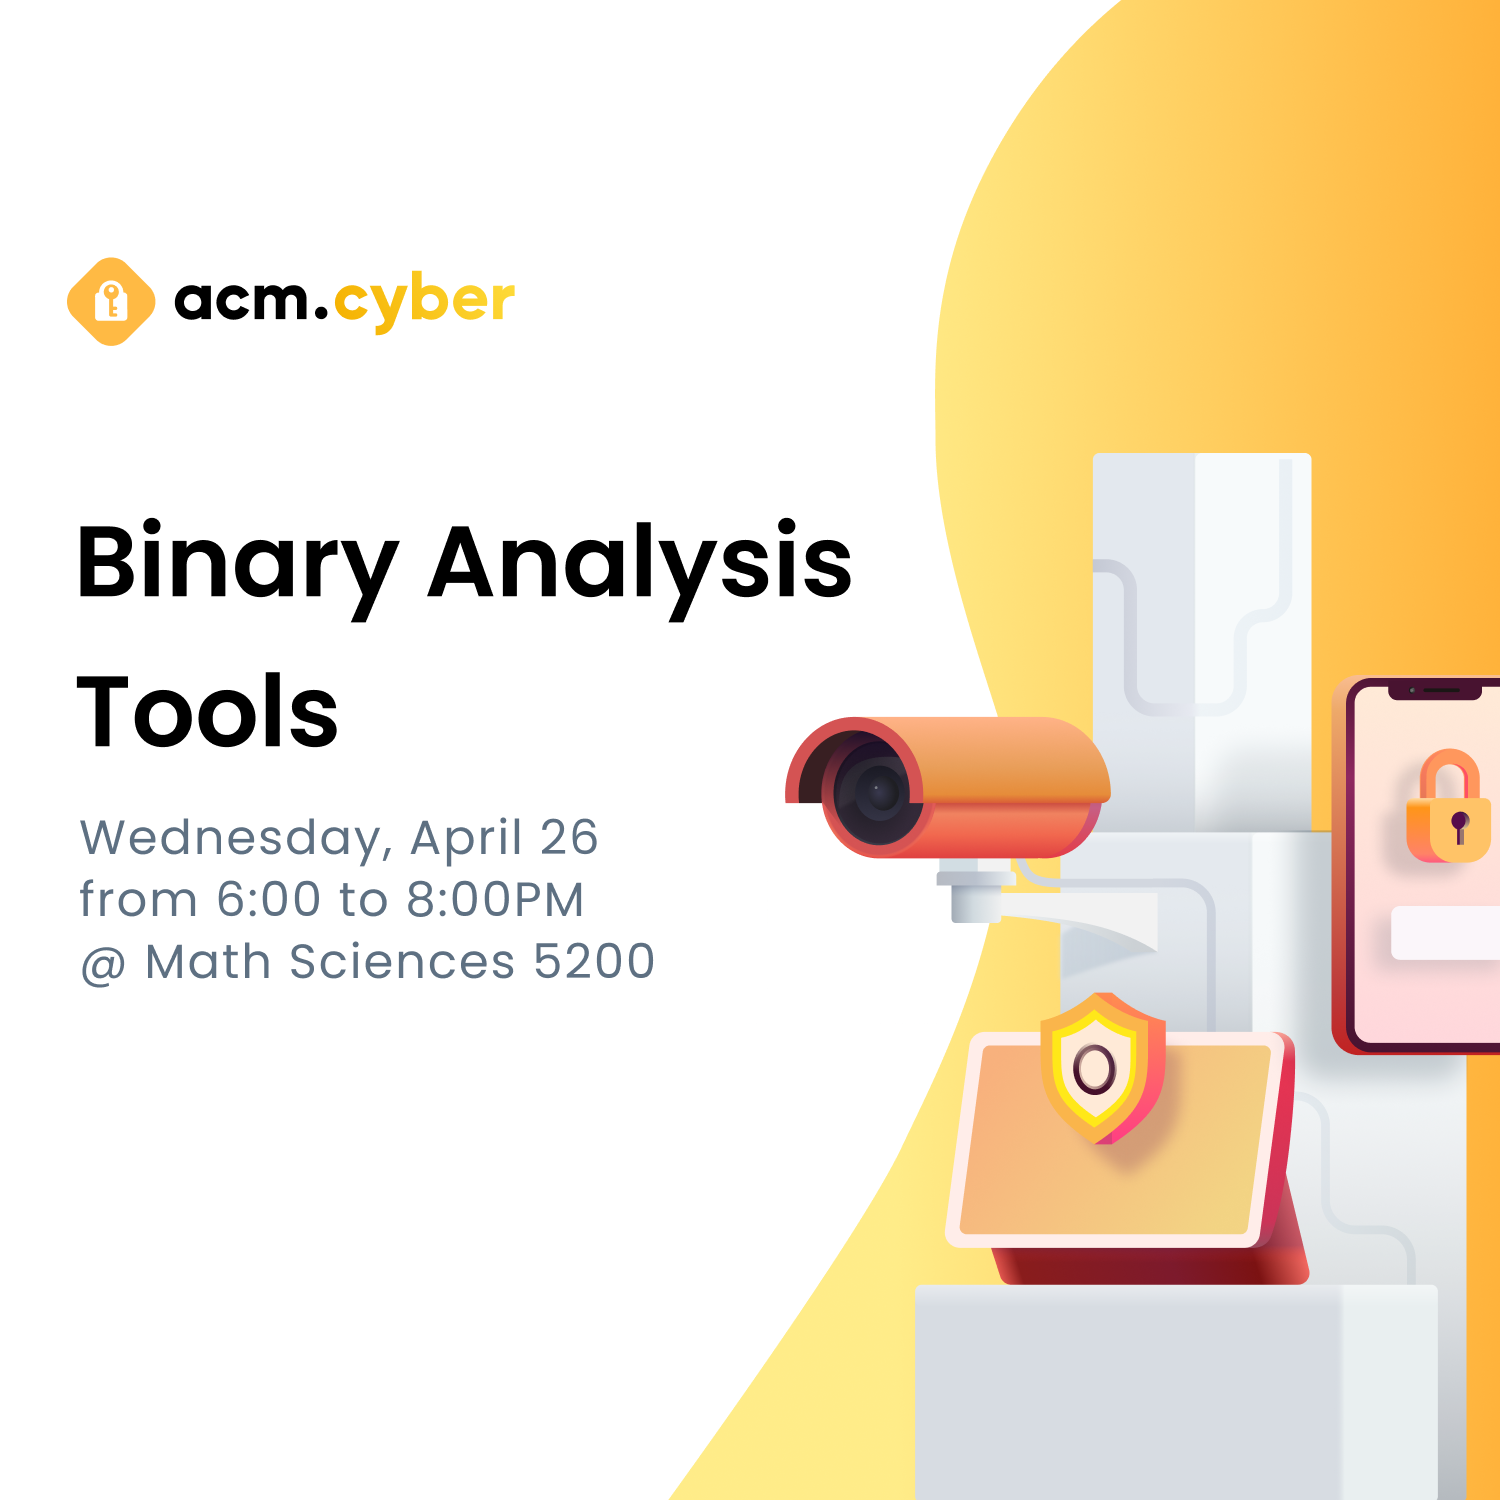 acm.cyber
Binary Analysis
Tools
Wednesday, April 26
from 6:00 to 8:00PM
@ Math Sciences 5200